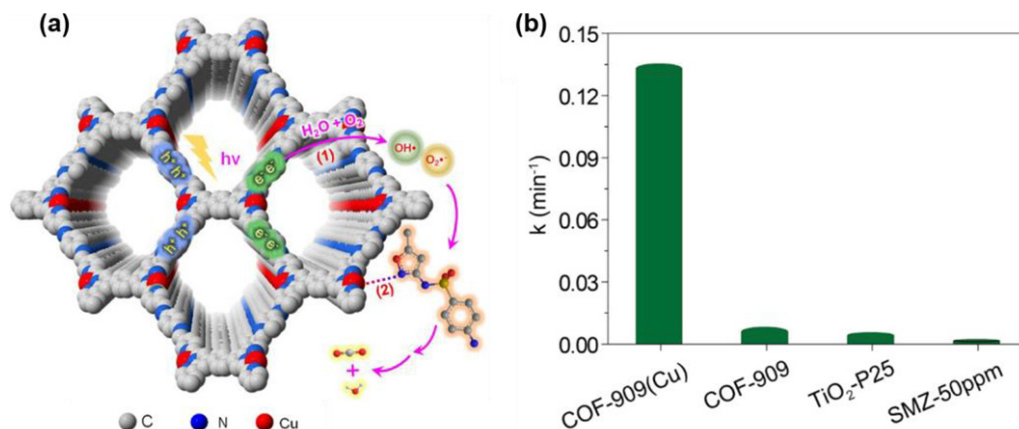 (a)
hν
H₂O + O₂
(1)
OH•
O₂•⁻
h⁺ h⁺
e⁻ e⁻
h⁺ h⁺
e⁻ e⁻
(2)
+
C N Cu
(b)
k (min⁻¹)
0.15
0.12
0.09
0.06
0.03
0.00
COF-909(Cu)
COF-909
TiO₂-P25
SMZ-50ppm